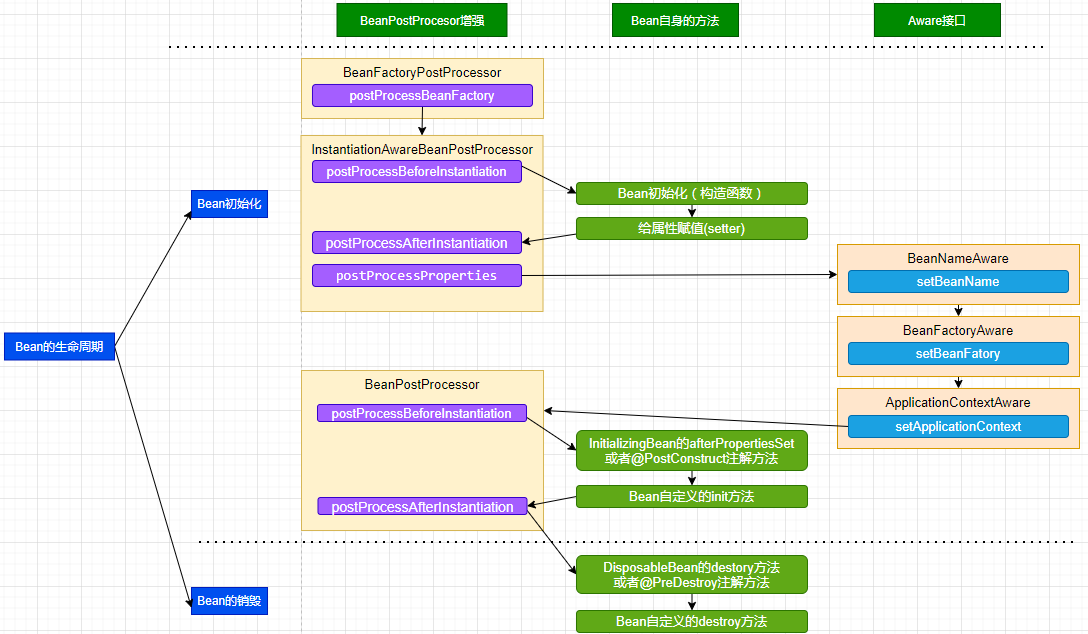 BeanPostProcesor增强
Bean自身的方法
Aware接口
BeanFactoryPostProcessor
postProcessBeanFactory
InstantiationAwareBeanPostProcessor
postProcessBeforeInstantiation
Bean初始化（构造函数）
Bean初始化
给属性赋值(setter)
postProcessAfterInstantiation
postProcessProperties
BeanNameAware
setBeanName
BeanFactoryAware
setBeanFatory
Bean的生命周期
BeanPostProcessor
ApplicationContextAware
postProcessBeforeInstantiation
setApplicationContext
InitializingBean的afterPropertiesSet
或者@PostConstruct注解方法
Bean自定义的init方法
postProcessAfterInstantiation
DisposableBean的destory方法
或者@PreDestroy注解方法
Bean的销毁
Bean自定义的destroy方法